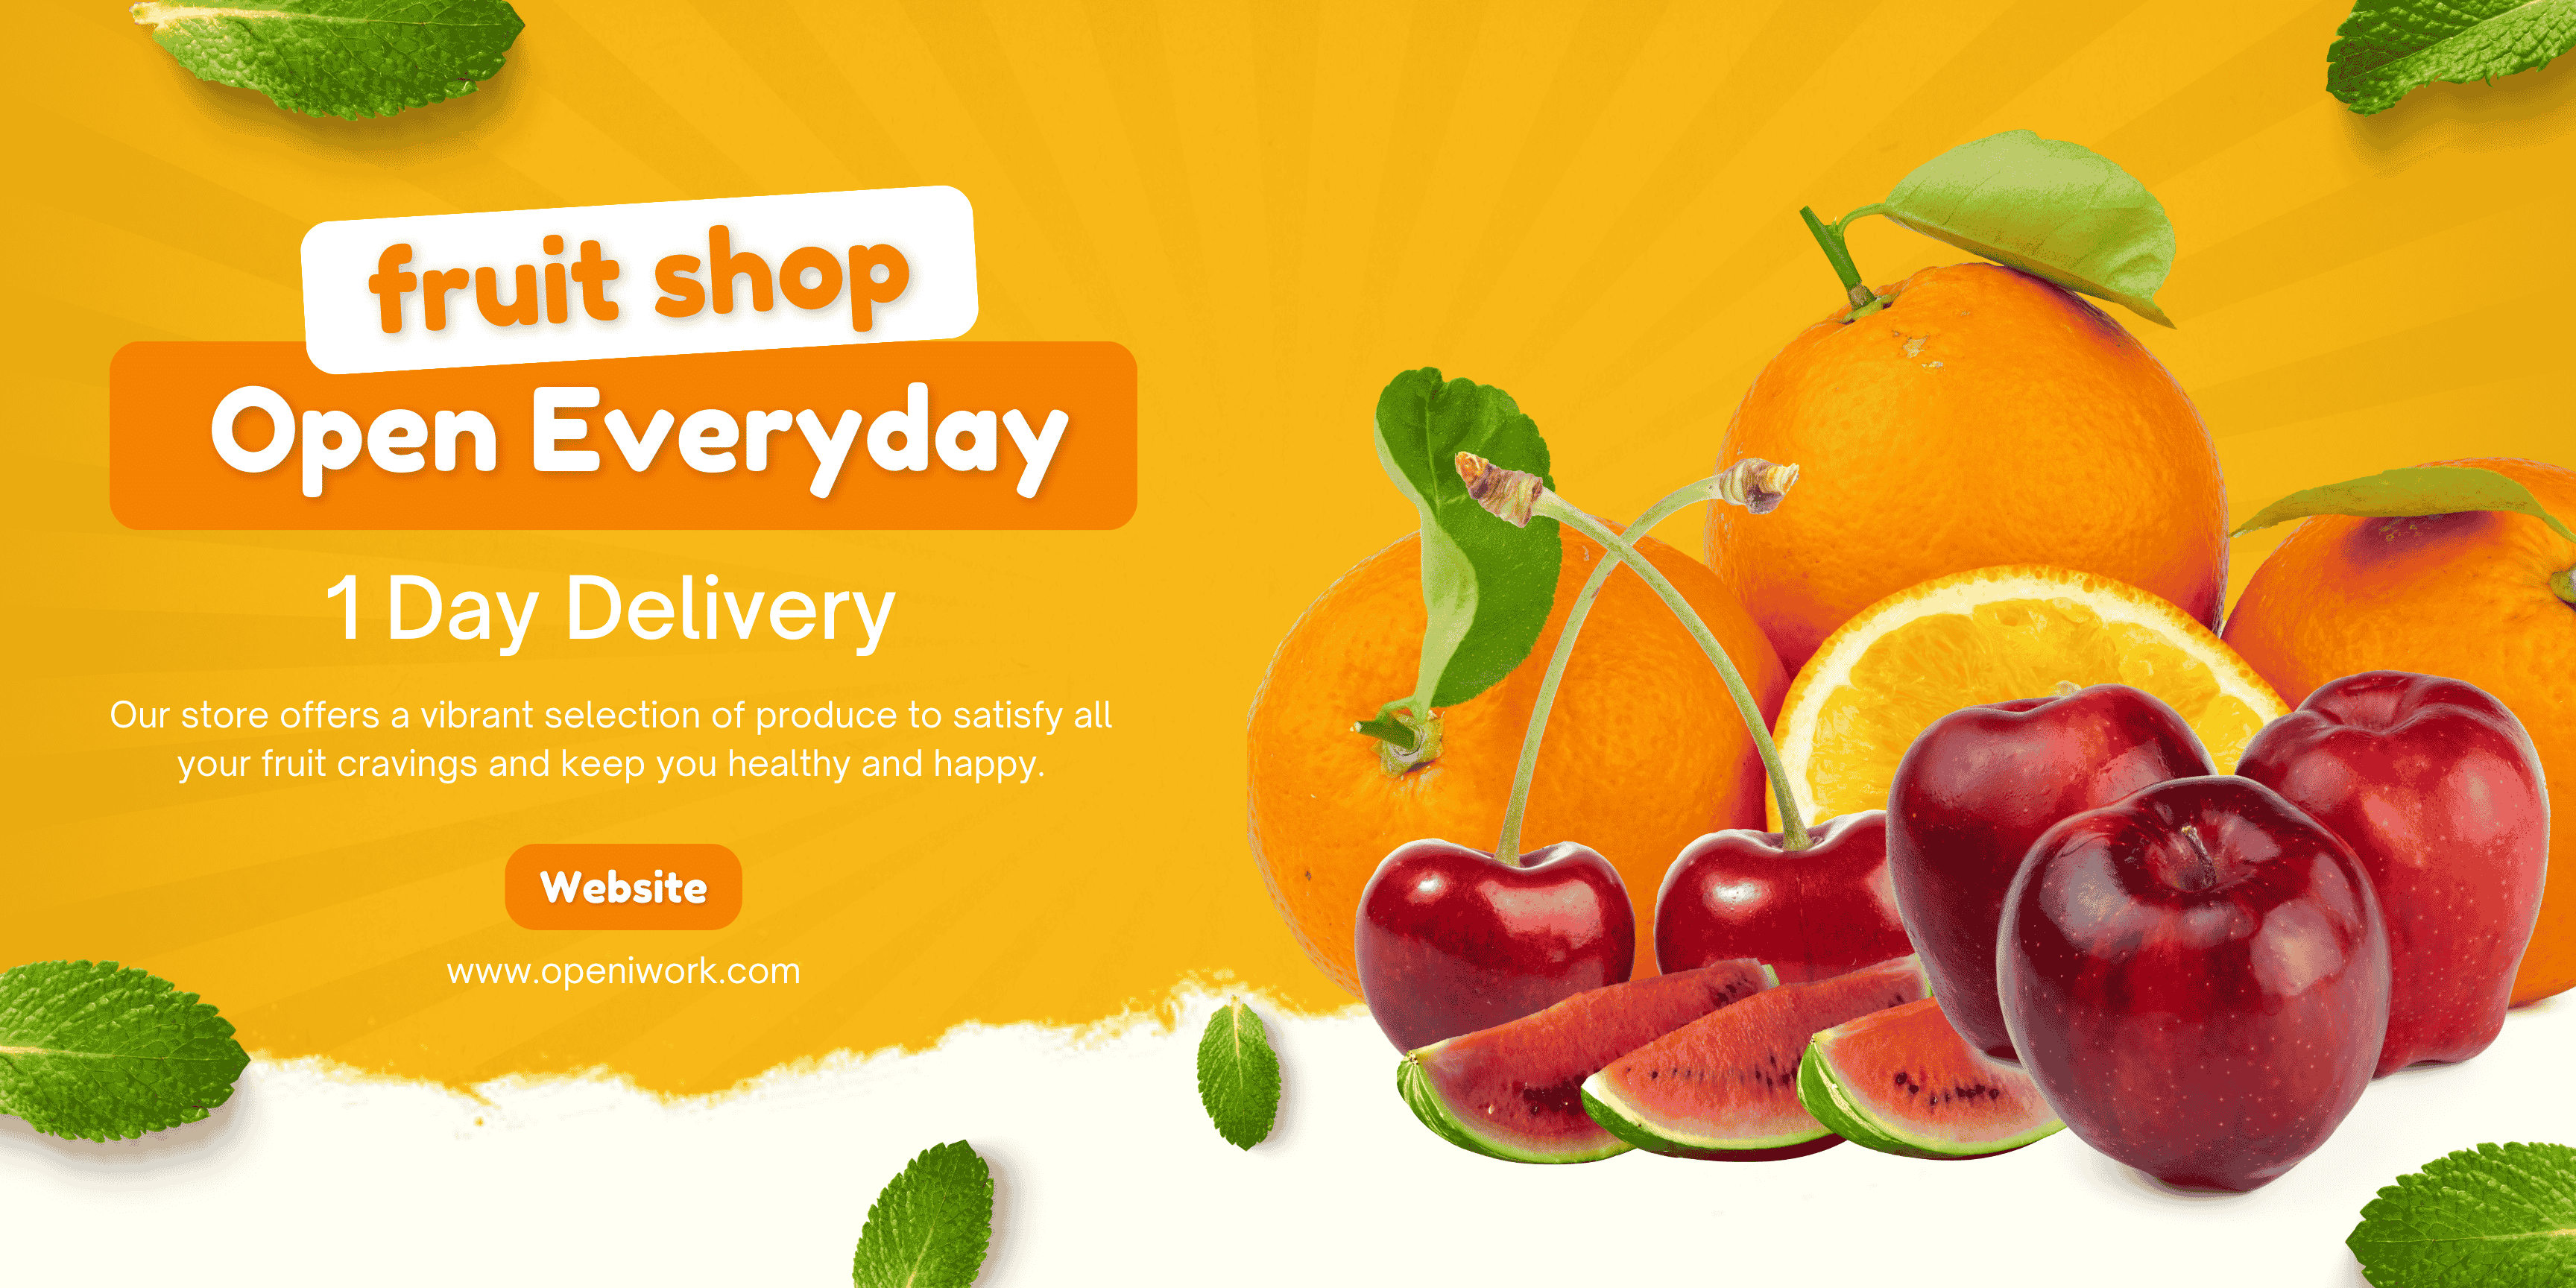 fruit shop
Open Everyday
1 Day Delivery
Our store offers a vibrant selection of produce to satisfy all
your fruit cravings and keep you healthy and happy.
Website
www.openiwork.com